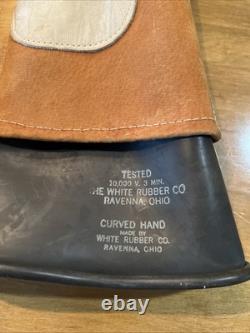 TESTED
10,000 V. 3 MIN.
THE WHITE RUBBER CO
RAVENNA, OHIO
CURVED HAND
MADE BY
WHITE RUBBER CO.
RAVENNA, OHIO